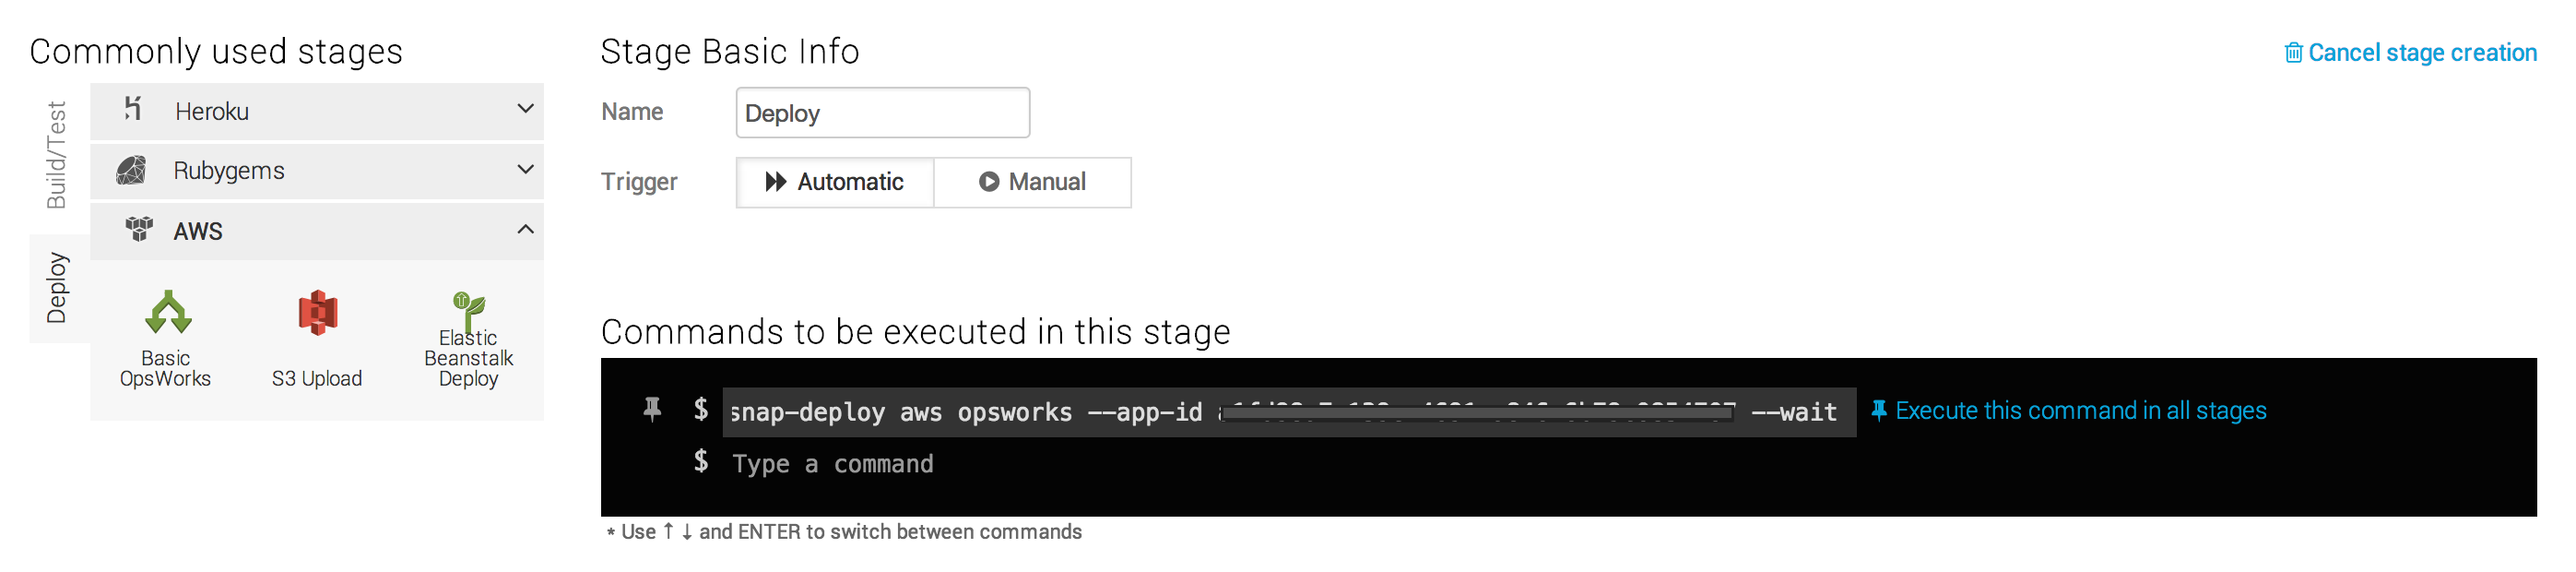 Commonly used stages
Build/Test
Deploy
Heroku
Rubygems
AWS
Basic
OpsWorks
S3 Upload
Elastic
Beanstalk
Deploy
Stage Basic Info
Cancel stage creation
Name
Deploy
Trigger
Automatic
Manual
Commands to be executed in this stage
$ snap-deploy aws opsworks --app-id --wait
Execute this command in all stages
$ Type a command
* Use ↑ ↓ and ENTER to switch between commands